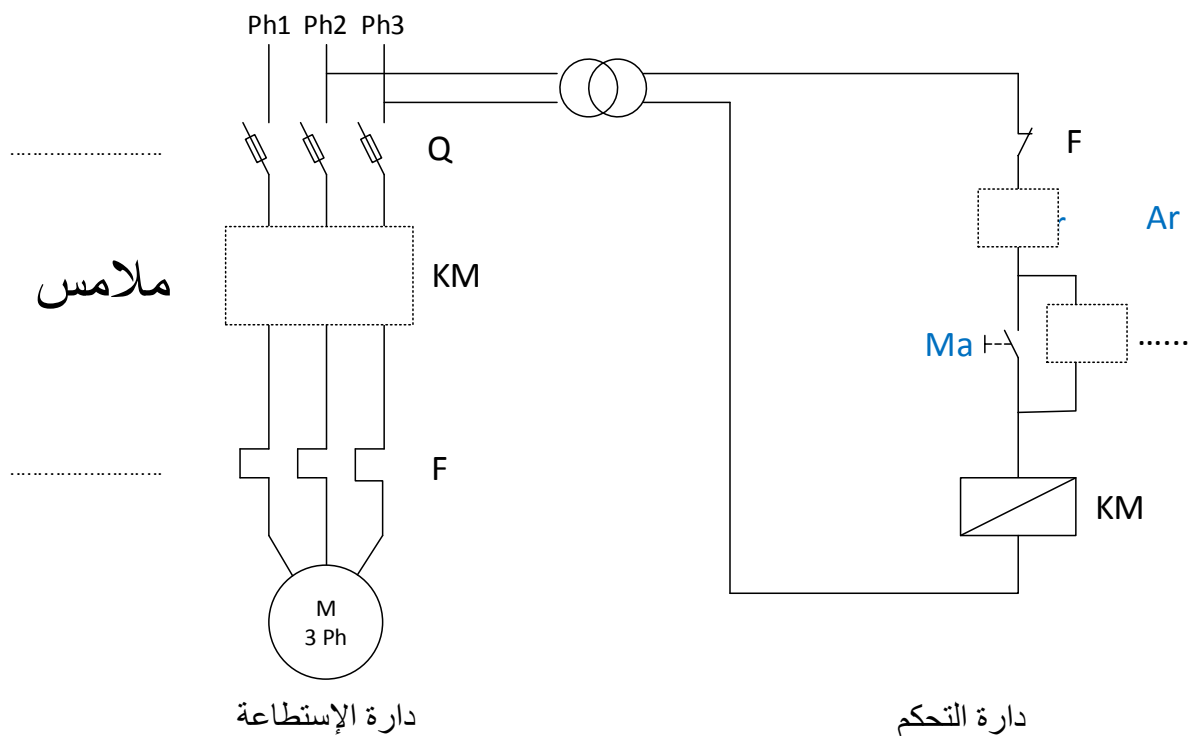 Ph1 Ph2 Ph3
Q
F
Ar
ملامس
KM
Ma
......
F
KM
M
3 Ph
دارة الإستطاعة
دارة التحكم